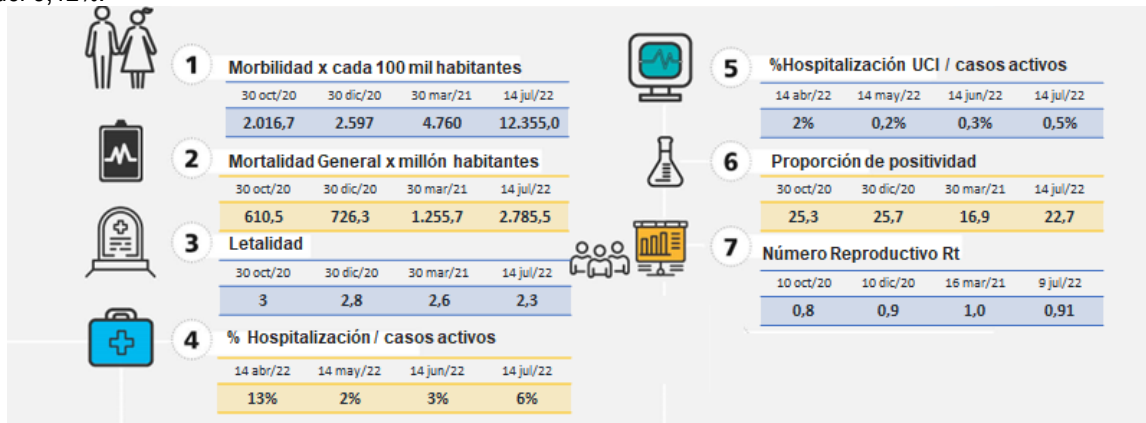 1 Morbilidad x cada 100 mil habitantes
30 oct/20 30 dic/20 30 mar/21 14 jul/22
2.016,7 2.597 4.760 12.355,0
2 Mortalidad General x millón habitantes
30 oct/20 30 dic/20 30 mar/21 14 jul/22
610,5 726,3 1.255,7 2.785,5
3 Letalidad
30 oct/20 30 dic/20 30 mar/21 14 jul/22
3 2,8 2,6 2,3
4 % Hospitalización / casos activos
14 abr/22 14 may/22 14 jun/22 14 jul/22
13% 2% 3% 6%
5 %Hospitalización UCI / casos activos
14 abr/22 14 may/22 14 jun/22 14 jul/22
2% 0,2% 0,3% 0,5%
6 Proporción de positividad
30 oct/20 30 dic/20 30 mar/21 14 jul/22
25,3 25,7 16,9 22,7
7 Número Reproductivo Rt
10 oct/20 10 dic/20 16 mar/21 9 jul/22
0,8 0,9 1,0 0,91